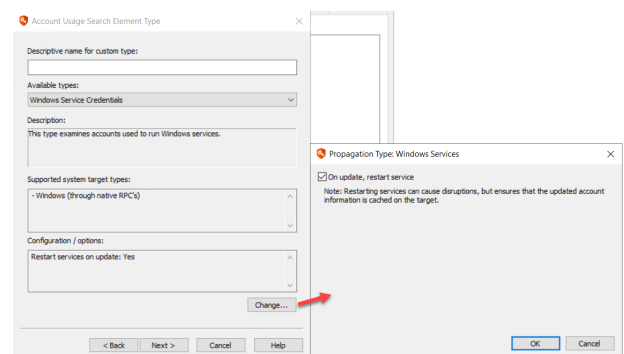 Account Usage Search Element Type
Descriptive name for custom type:
Available types:
Windows Service Credentials
Description:
This type examines accounts used to run Windows services.
Supported system target types:
- Windows (through native RPC's)
Configuration / options:
Restart services on update: Yes
Change...
< Back Next > Cancel Help
Propagation Type: Windows Services
On update, restart service
Note: Restarting services can cause disruptions, but ensures that the updated account
information is cached on the target.
OK Cancel